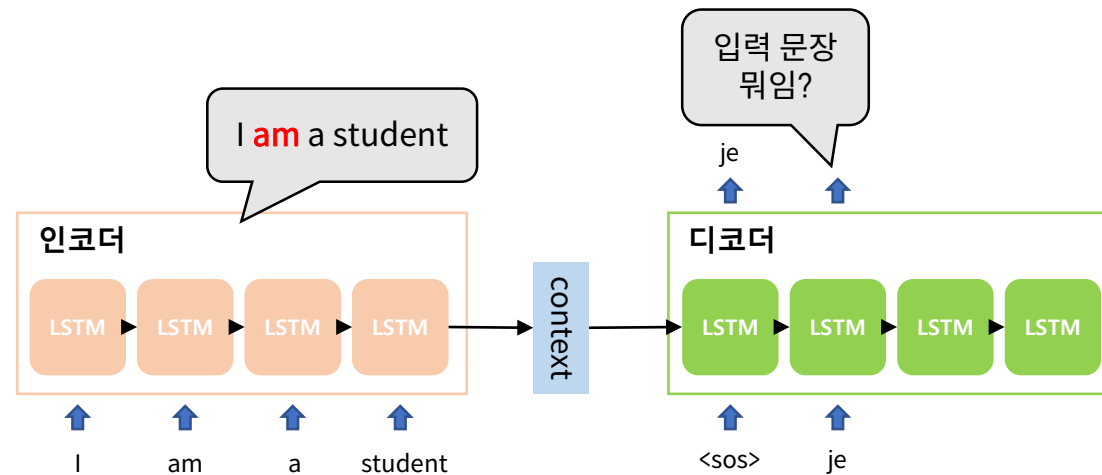 입력 문장
뭐임?
I am a student
je
인코더
디코더
LSTM LSTM LSTM LSTM
context
LSTM LSTM LSTM LSTM
I am a student
<sos> je